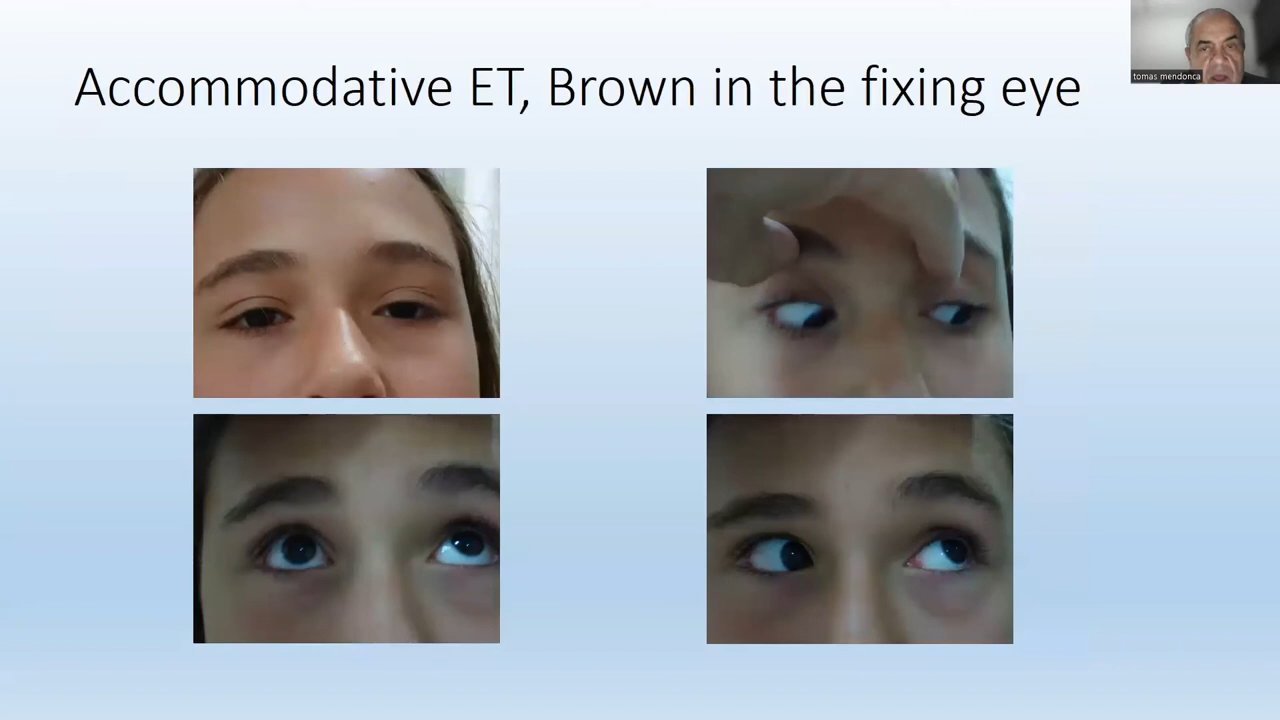 Accommodative ET, Brown in the fixing eye
tomas mendonca